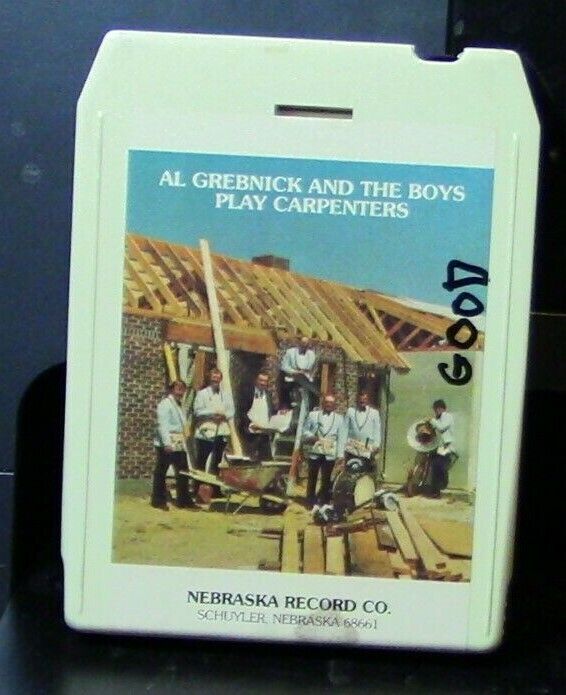 AL GREBNICK AND THE BOYS
PLAY CARPENTERS
GOOD
NEBRASKA RECORD CO.
SCHUYLER, NEBRASKA 68661